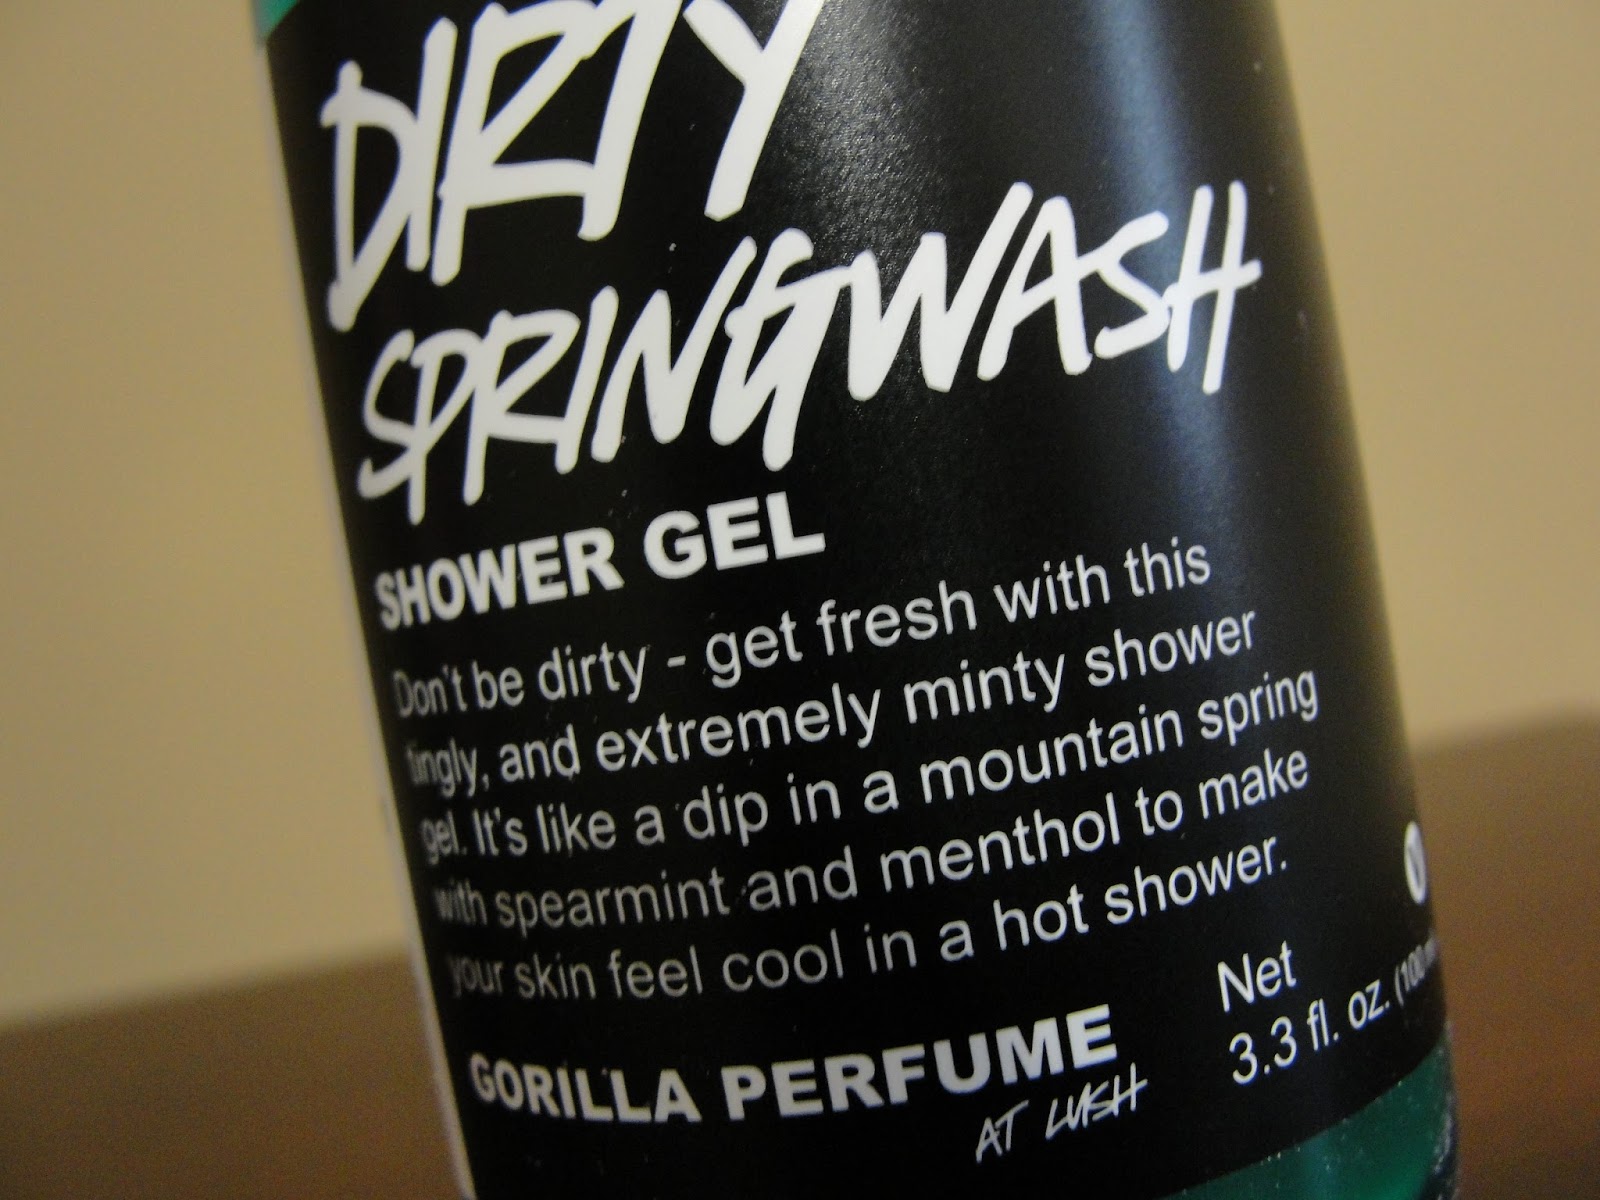 DIRTY
SPRINGWASH
SHOWER GEL
Don't be dirty - get fresh with this
tingly, and extremely minty shower
gel. It's like a dip in a mountain spring
with spearmint and menthol to make
your skin feel cool in a hot shower.
GORILLA PERFUME
AT LUSH
Net
3.3 fl. oz. (100